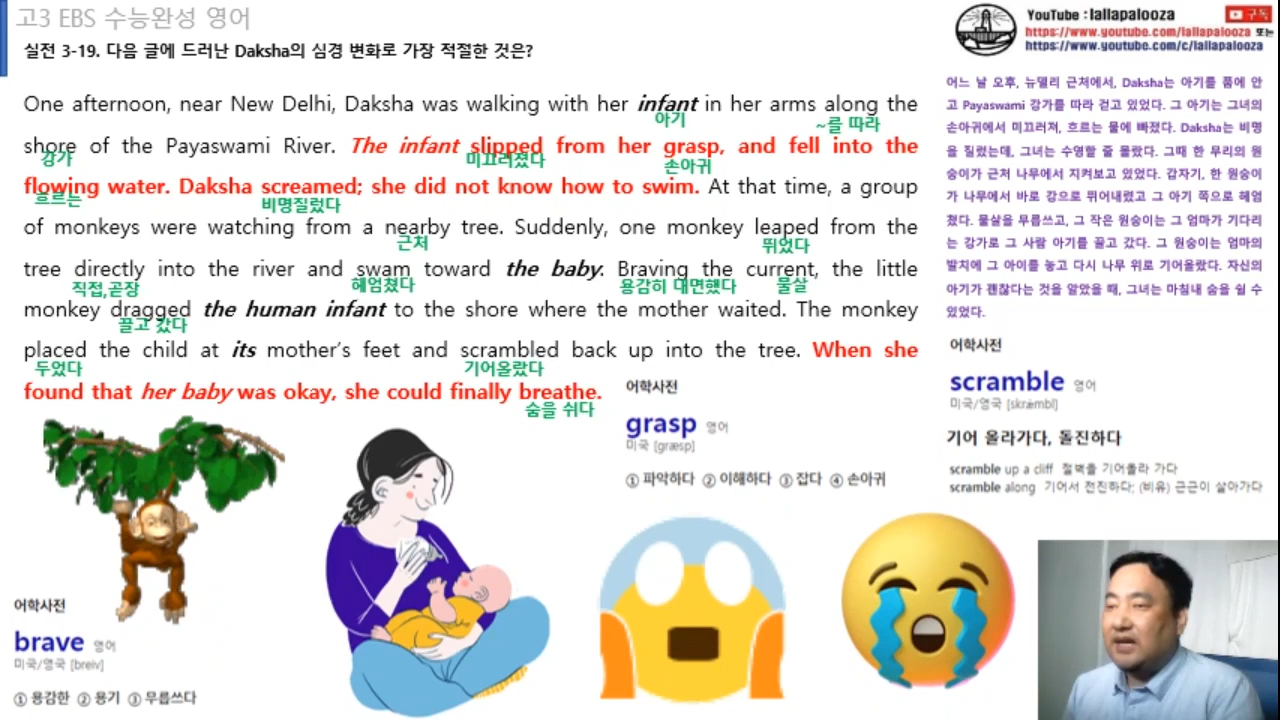 고3 EBS 수능완성 영어
실전 3-19. 다음 글에 드러난 Daksha의 심경 변화로 가장 적절한 것은?
One afternoon, near New Delhi, Daksha was walking with her infant in her arms along the
아기
~를 따라
shore of the Payaswami River. The infant slipped from her grasp, and fell into the
강가
미끄러졌다
손아귀
flowing water. Daksha screamed; she did not know how to swim. At that time, a group
흐르는
비명질렀다
of monkeys were watching from a nearby tree. Suddenly, one monkey leaped from the
근처
뛰었다
tree directly into the river and swam toward the baby. Braving the current, the little
직접,곧장
헤엄쳤다
용감히 대면했다
물살
monkey dragged the human infant to the shore where the mother waited. The monkey
끌고 갔다
placed the child at its mother's feet and scrambled back up into the tree. When she
두었다
기어올랐다
found that her baby was okay, she could finally breathe.
숨을 쉬다
YouTube : lallapalooza
구독
https://www.youtube.com/lallapalooza 또는
https://www.youtube.com/c/lallapalooza
어느 날 오후, 뉴델리 근처에서, Daksha는 아기를 품에 안
고 Payaswami 강가를 따라 걷고 있었다. 그 아기는 그녀의
손아귀에서 미끄러져, 흐르는 물에 빠졌다. Daksha는 비명
을 질렀는데, 그녀는 수영할 줄 몰랐다. 그때 한 무리의 원
숭이가 근처 나무에서 지켜보고 있었다. 갑자기, 한 원숭이
가 나무에서 바로 강으로 뛰어내렸고 그 아기 쪽으로 헤엄
쳤다. 물살을 무릅쓰고, 그 작은 원숭이는 그 엄마가 기다리
는 강가로 그 사람 아기를 끌고 갔다. 그 원숭이는 엄마의
발치에 그 아이를 놓고 다시 나무 위로 기어올랐다. 자신의
아기가 괜찮다는 것을 알았을 때, 그녀는 마침내 숨을 쉴 수
있었다.
어학사전
scramble 영어
미국/영국 [skræmbl]
기어 올라가다, 돌진하다
scramble up a cliff 절벽을 기어올라 가다
scramble along 기어서 전진하다; (비유) 근근이 살아가다
어학사전
grasp 영어
미국 [græsp]
① 파악하다 ② 이해하다 ③ 잡다 ④ 손아귀
어학사전
brave 영어
미국/영국 [breiv]
① 용감한 ② 용기 ③ 무릅쓰다